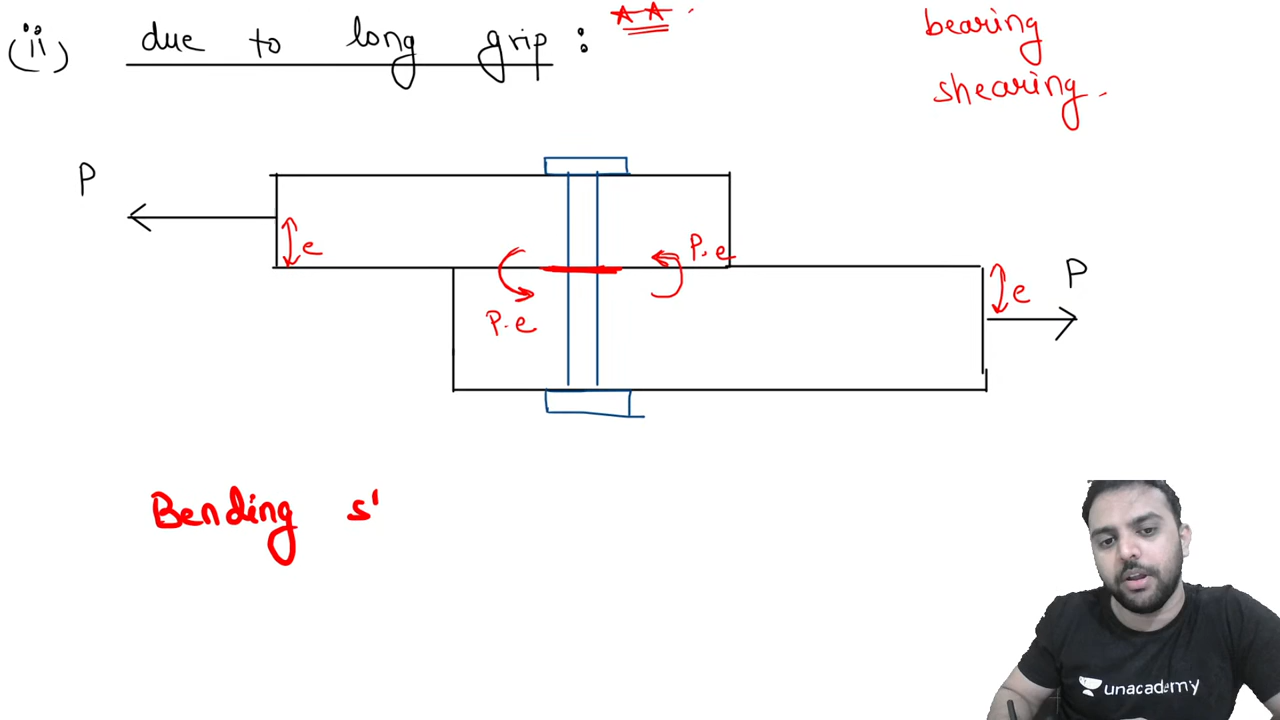 (ii) due to long grip :
bearing
shearing.
P
e
P.e
P.e
e
P
Bending s'
unacademy